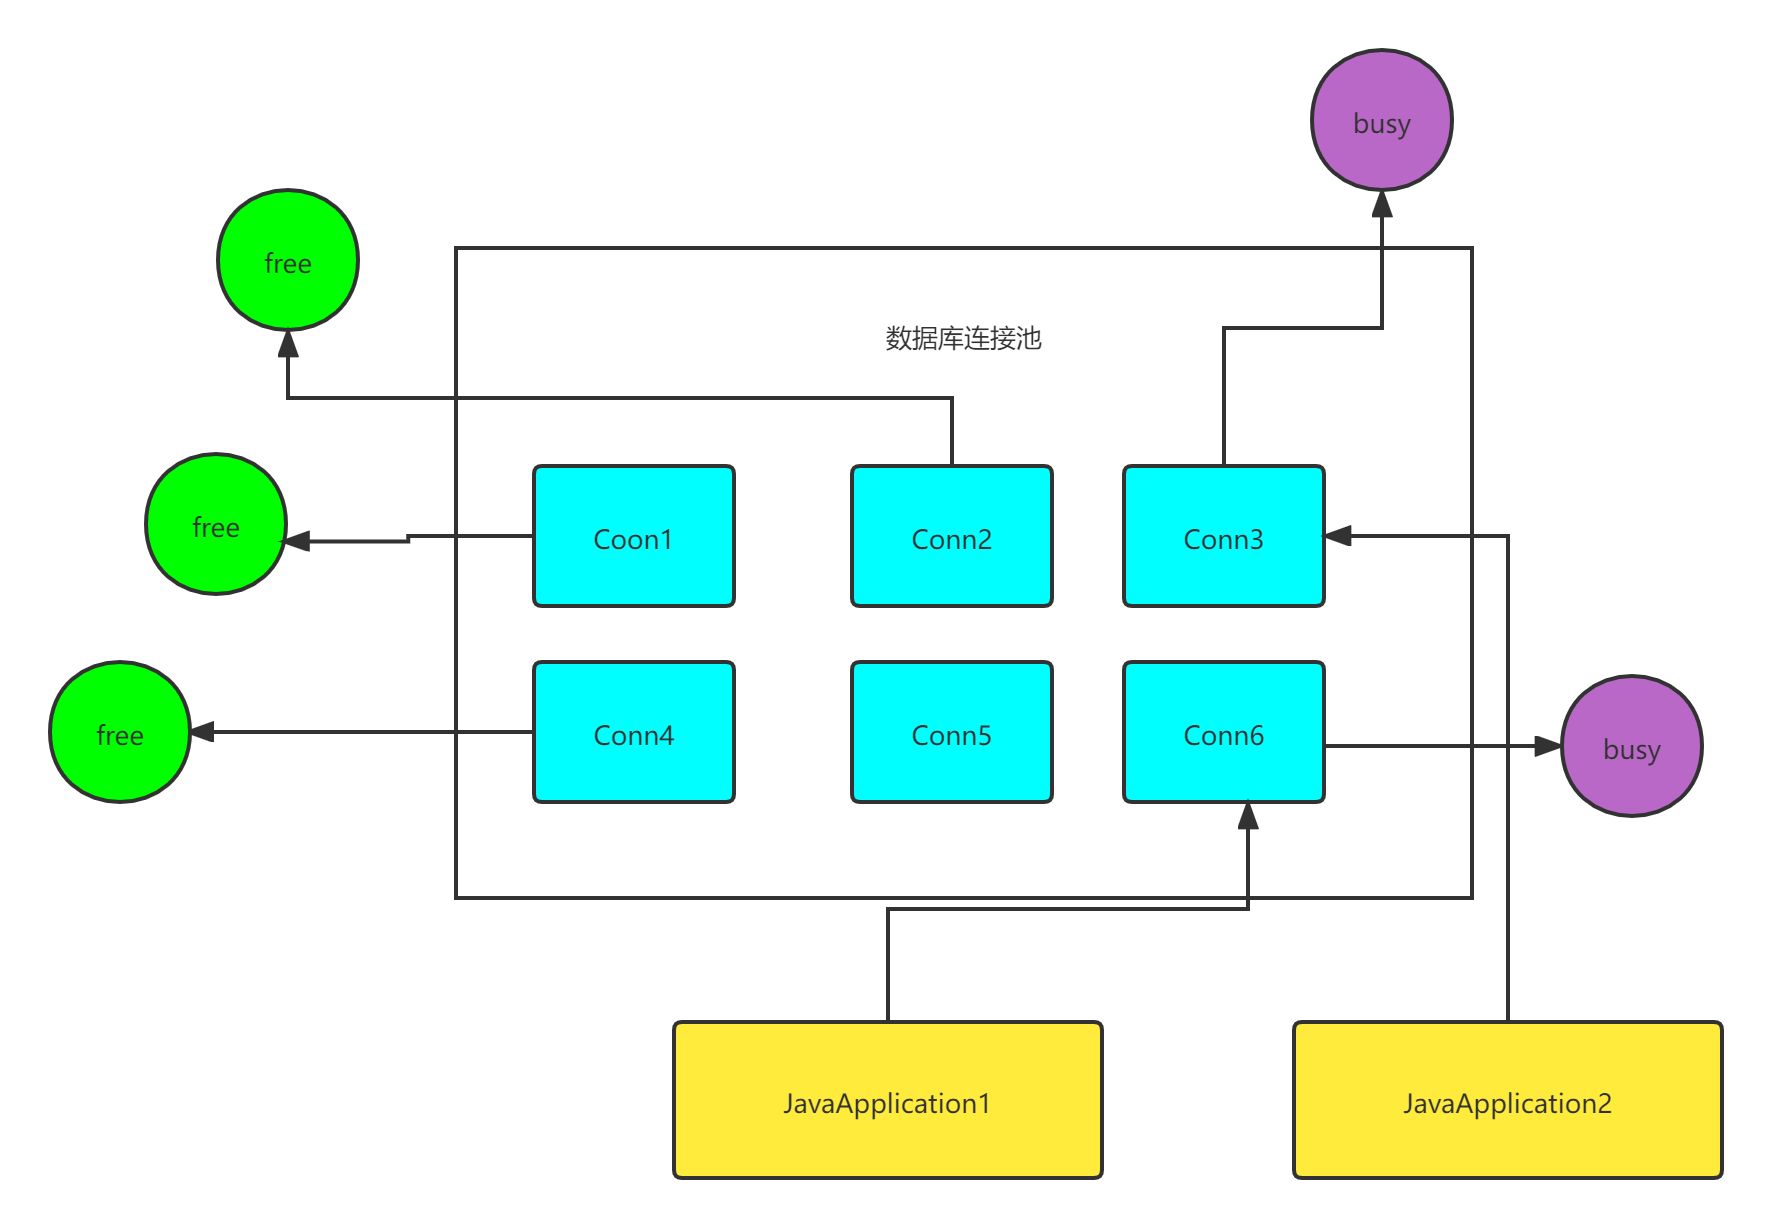 busy
free
数据库连接池
free
Coon1
Conn2
Conn3
free
Conn4
Conn5
Conn6
busy
JavaApplication1
JavaApplication2